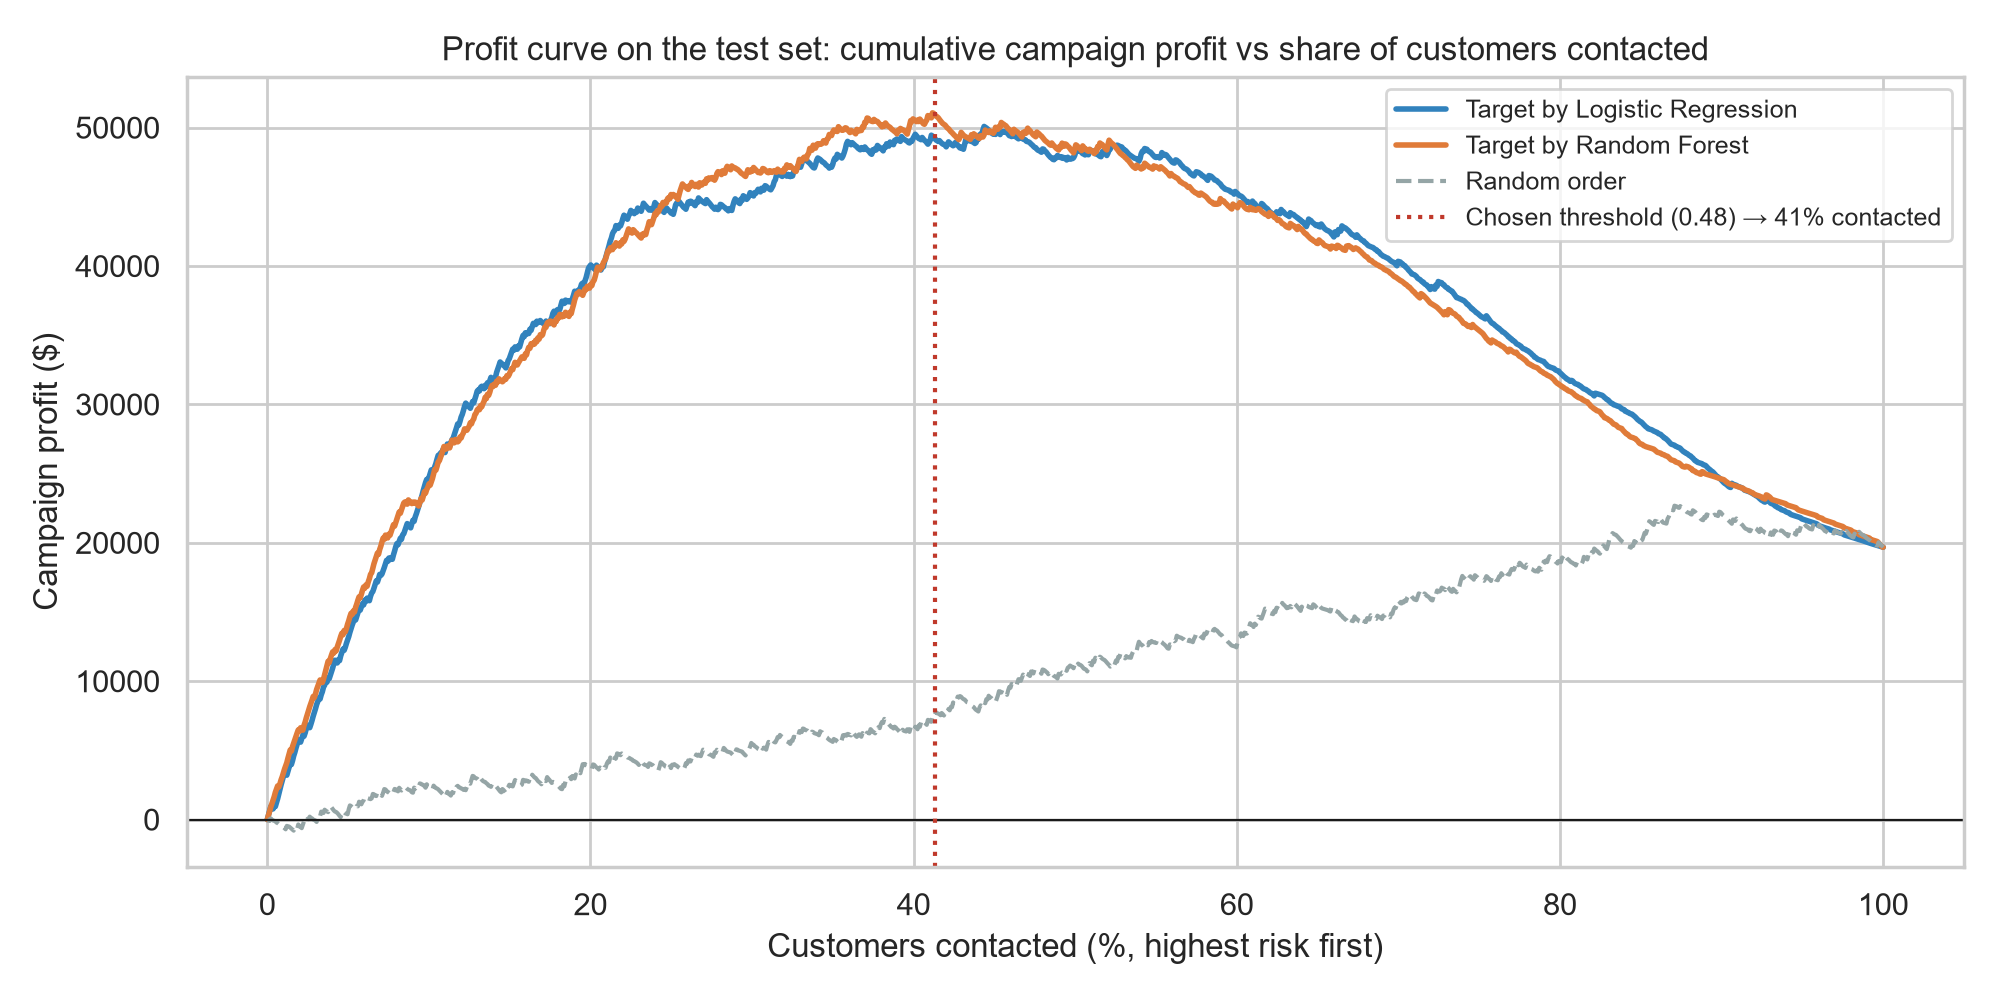 Profit curve on the test set: cumulative campaign profit vs share of customers contacted
Target by Logistic Regression
Target by Random Forest
Random order
Chosen threshold (0.48) → 41% contacted
Campaign profit ($)
50000
40000
30000
20000
10000
0
0 20 40 60 80 100
Customers contacted (%, highest risk first)